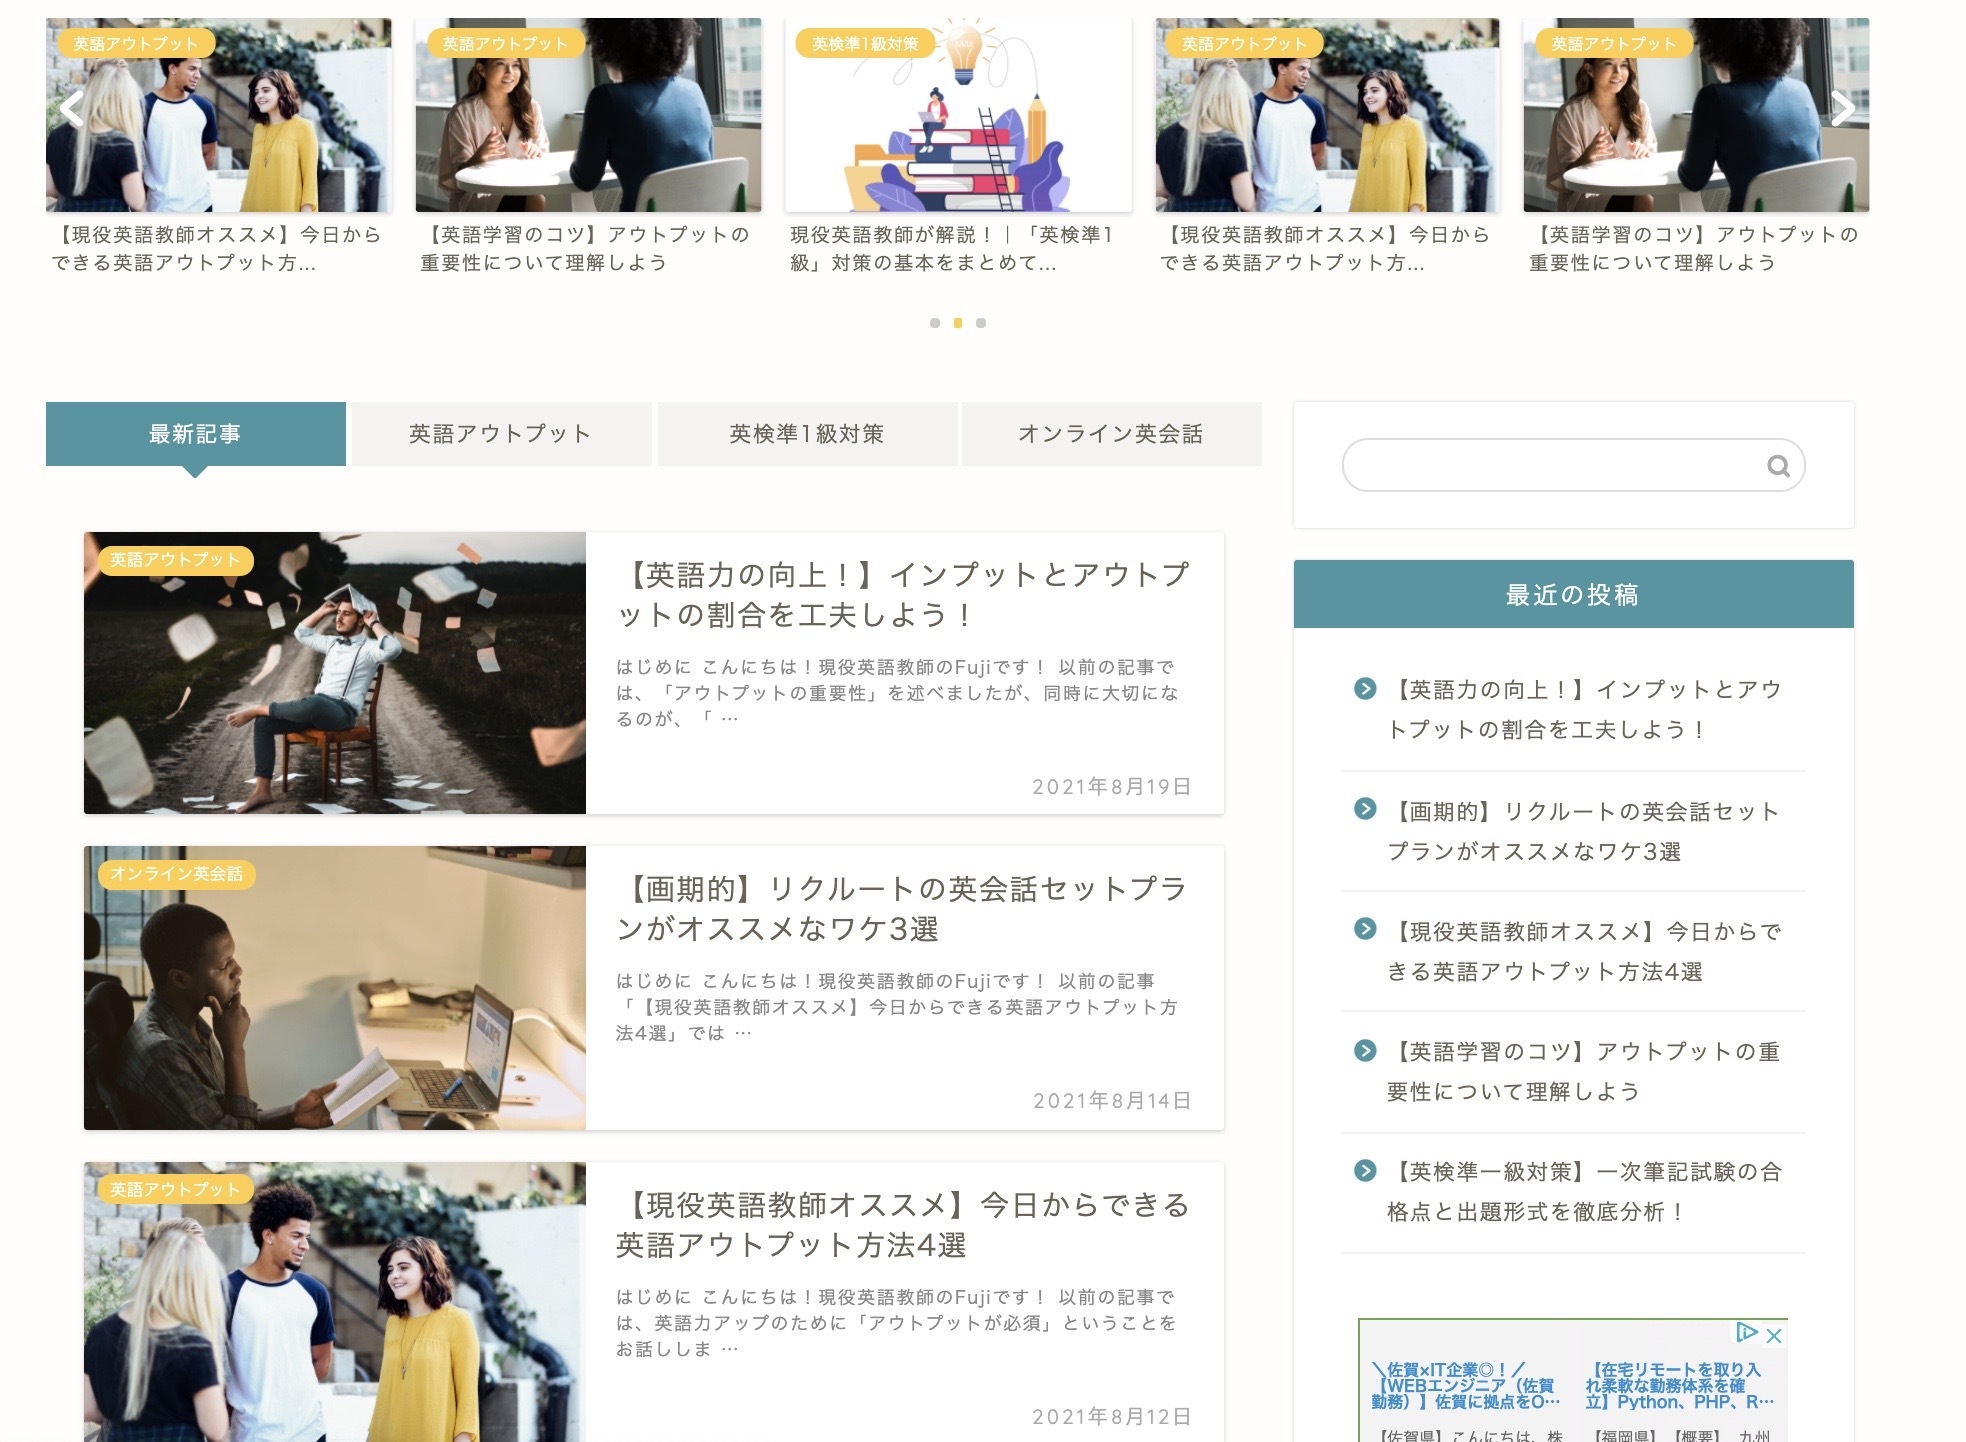 英語アウトプット
英語アウトプット
英検準1級対策
英語アウトプット
英語アウトプット
【現役英語教師オススメ】今日から
できる英語アウトプット方...
【英語学習のコツ】アウトプットの
重要性について理解しよう
現役英語教師が解説！｜「英検準1
級」対策の基本をまとめて...
【現役英語教師オススメ】今日から
できる英語アウトプット方...
【英語学習のコツ】アウトプットの
重要性について理解しよう
最新記事
英語アウトプット
英検準1級対策
オンライン英会話
英語アウトプット
【英語力の向上！】インプットとアウトプ
ットの割合を工夫しよう！
はじめに こんにちは！現役英語教師のFujiです！ 以前の記事で
は、「アウトプットの重要性」を述べましたが、同時に大切にな
るのが、「 …
2021年8月19日
オンライン英会話
【画期的】リクルートの英会話セットプラ
ンがオススメなワケ3選
はじめに こんにちは！現役英語教師のFujiです！ 以前の記事
「【現役英語教師オススメ】今日からできる英語アウトプット方
法4選」では …
2021年8月14日
英語アウトプット
【現役英語教師オススメ】今日からできる
英語アウトプット方法4選
はじめに こんにちは！現役英語教師のFujiです！ 以前の記事で
は、英語力アップのために「アウトプットが必須」ということを
お話ししま …
2021年8月12日
最近の投稿
【英語力の向上！】インプットとアウ
トプットの割合を工夫しよう！
【画期的】リクルートの英会話セット
プランがオススメなワケ3選
【現役英語教師オススメ】今日からで
きる英語アウトプット方法4選
【英語学習のコツ】アウトプットの重
要性について理解しよう
【英検準一級対策】一次筆記試験の合
格点と出題形式を徹底分析！
＼佐賀×IT企業◎！／
【WEBエンジニア（佐賀
勤務）】佐賀に拠点をO…
【佐賀県】こんにちは、株
【在宅リモートを取り入
れ柔軟な勤務体系を確
立】Python、PHP、R…
【福岡県】【概要】 九州